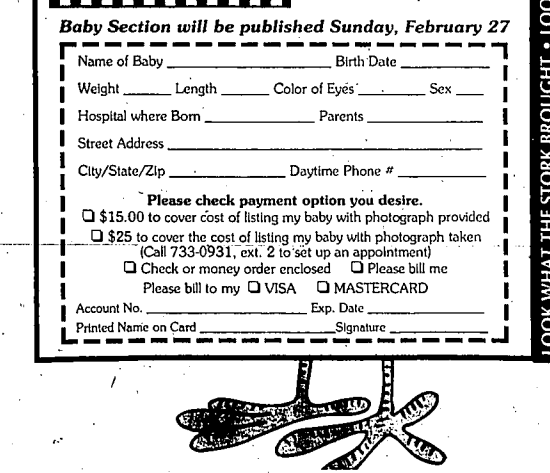 Baby Section will be published Sunday, February 27
Name of Baby Birth Date
Weight Length Color of Eyes Sex
Hospital where Born Parents
Street Address
City/State/Zip Daytime Phone #
Please check payment option you desire.
❏ $15.00 to cover cost of listing my baby with photograph provided
❏ $25 to cover the cost of listing my baby with photograph taken
(Call 733-0931, ext. 2 to set up an appointment)
❏ Check or money order enclosed ❏ Please bill me
Please bill to my ❏ VISA ❏ MASTERCARD
Account No. Exp. Date
Printed Name on Card Signature
LOOK WHAT THE STORK BROUGHT •